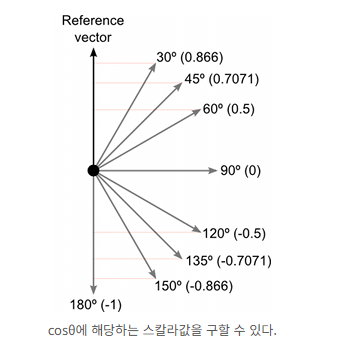 Reference
vector
30º (0.866)
45º (0.7071)
60º (0.5)
90º (0)
120º (-0.5)
135º (-0.7071)
150º (-0.866)
180º (-1)
cosθ에 해당하는 스칼라값을 구할 수 있다.